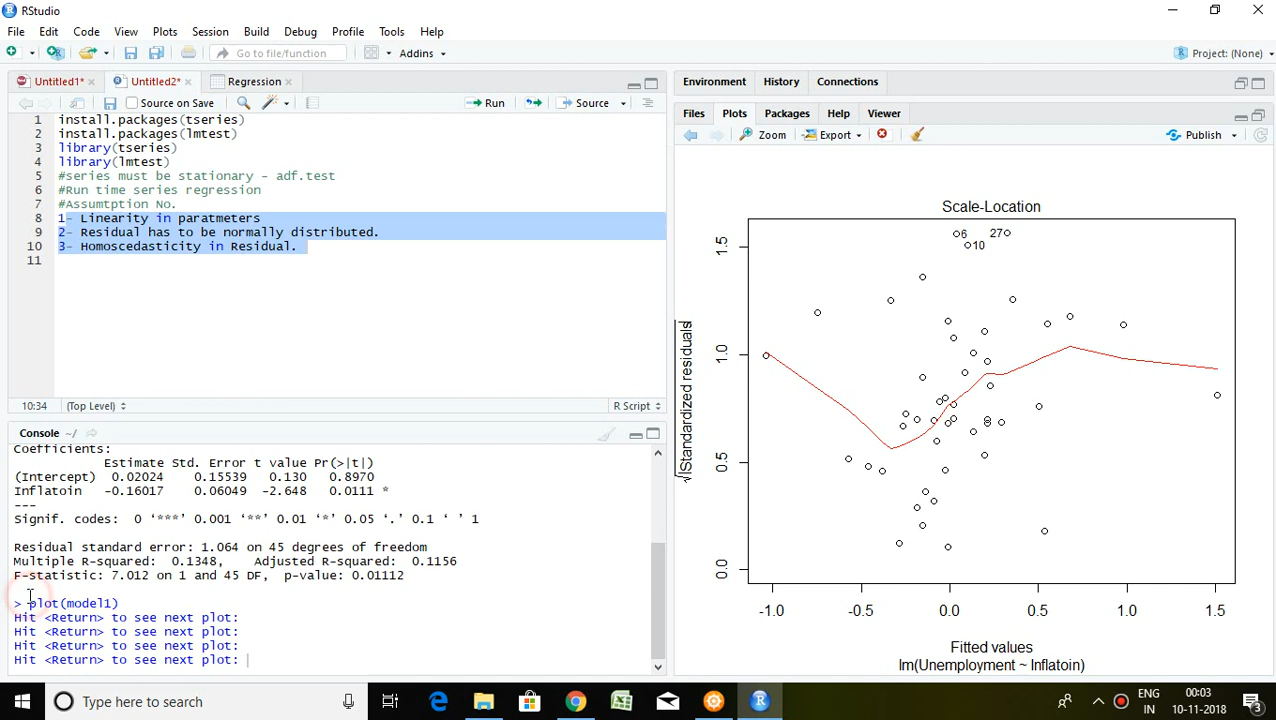 RStudio
File Edit Code View Plots Session Build Debug Profile Tools Help
Go to file/function
Addins
Project: (None)
Untitled1* Untitled2* Regression
Source on Save
Run
Source
1 install.packages(tseries)
2 install.packages(lmtest)
3 library(tseries)
4 library(lmtest)
5 #series must be stationary - adf.test
6 #Run time series regression
7 #Assumtption No.
8 1- Linearity in paratmeters
9 2- Residual has to be normally distributed.
10 3- Homoscedasticity in Residual.
11
10:34 (Top Level) R Script
Console ~/
Coefficients:
Estimate Std. Error t value Pr(>|t|)
(Intercept) 0.02024 0.15539 0.130 0.8970
Inflatoin -0.16017 0.06049 -2.648 0.0111 *
---
Signif. codes: 0 ‘***’ 0.001 ‘**’ 0.01 ‘*’ 0.05 ‘.’ 0.1 ‘ ’ 1
Residual standard error: 1.064 on 45 degrees of freedom
Multiple R-squared: 0.1348, Adjusted R-squared: 0.1156
F-statistic: 7.012 on 1 and 45 DF, p-value: 0.01112
> plot(model1)
Hit <Return> to see next plot:
Hit <Return> to see next plot:
Hit <Return> to see next plot:
Hit <Return> to see next plot:
Environment History Connections
Files Plots Packages Help Viewer
Zoom Export Publish
Scale-Location
6 27
10
1.5
1.0
0.5
0.0
√|Standardized residuals|
-1.0 -0.5 0.0 0.5 1.0 1.5
Fitted values
lm(Unemployment ~ Inflatoin)
Type here to search
ENG
IN
00:03
10-11-2018
3